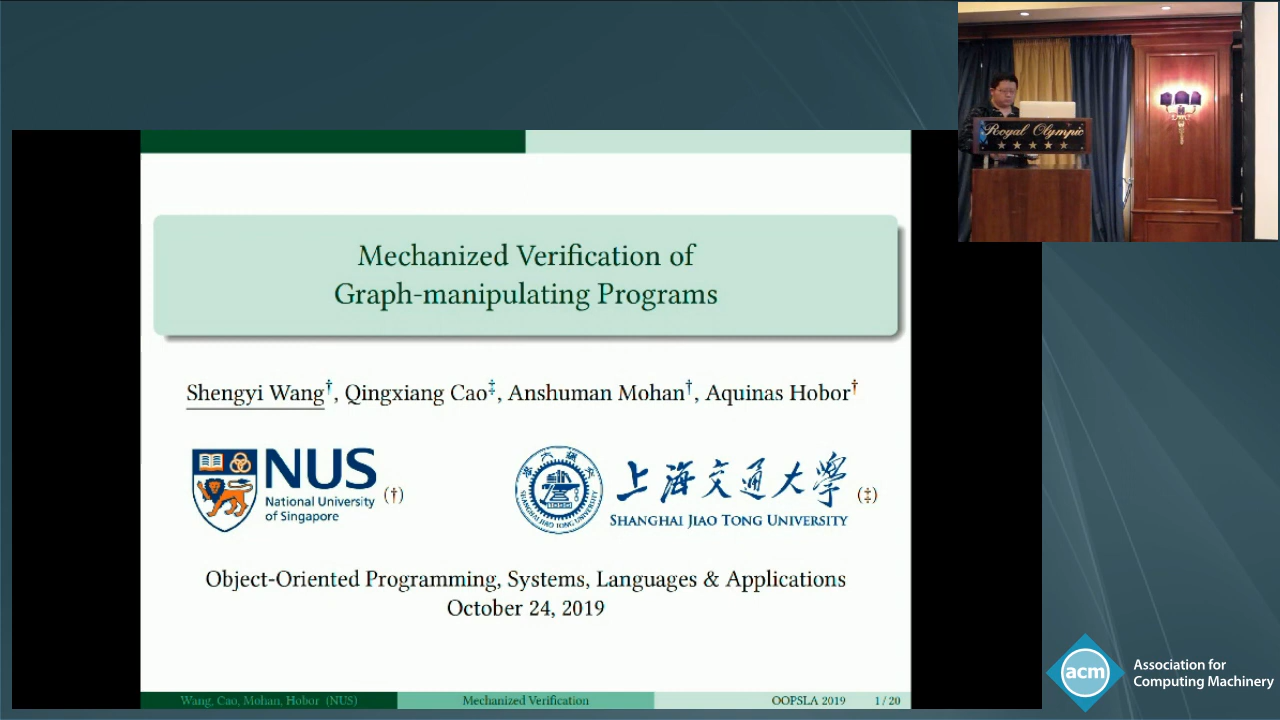 Royal Olympic
Mechanized Verification of
Graph-manipulating Programs
Shengyi Wang†, Qingxiang Cao‡, Anshuman Mohan†, Aquinas Hobor†
NUS
National University
of Singapore
(†)
上海交通大学
SHANGHAI JIAO TONG UNIVERSITY
(‡)
Object-Oriented Programming, Systems, Languages & Applications
October 24, 2019
Wang, Cao, Mohan, Hobor (NUS)
Mechanized Verification
OOPSLA 2019
1 / 20
acm
Association for
Computing Machinery